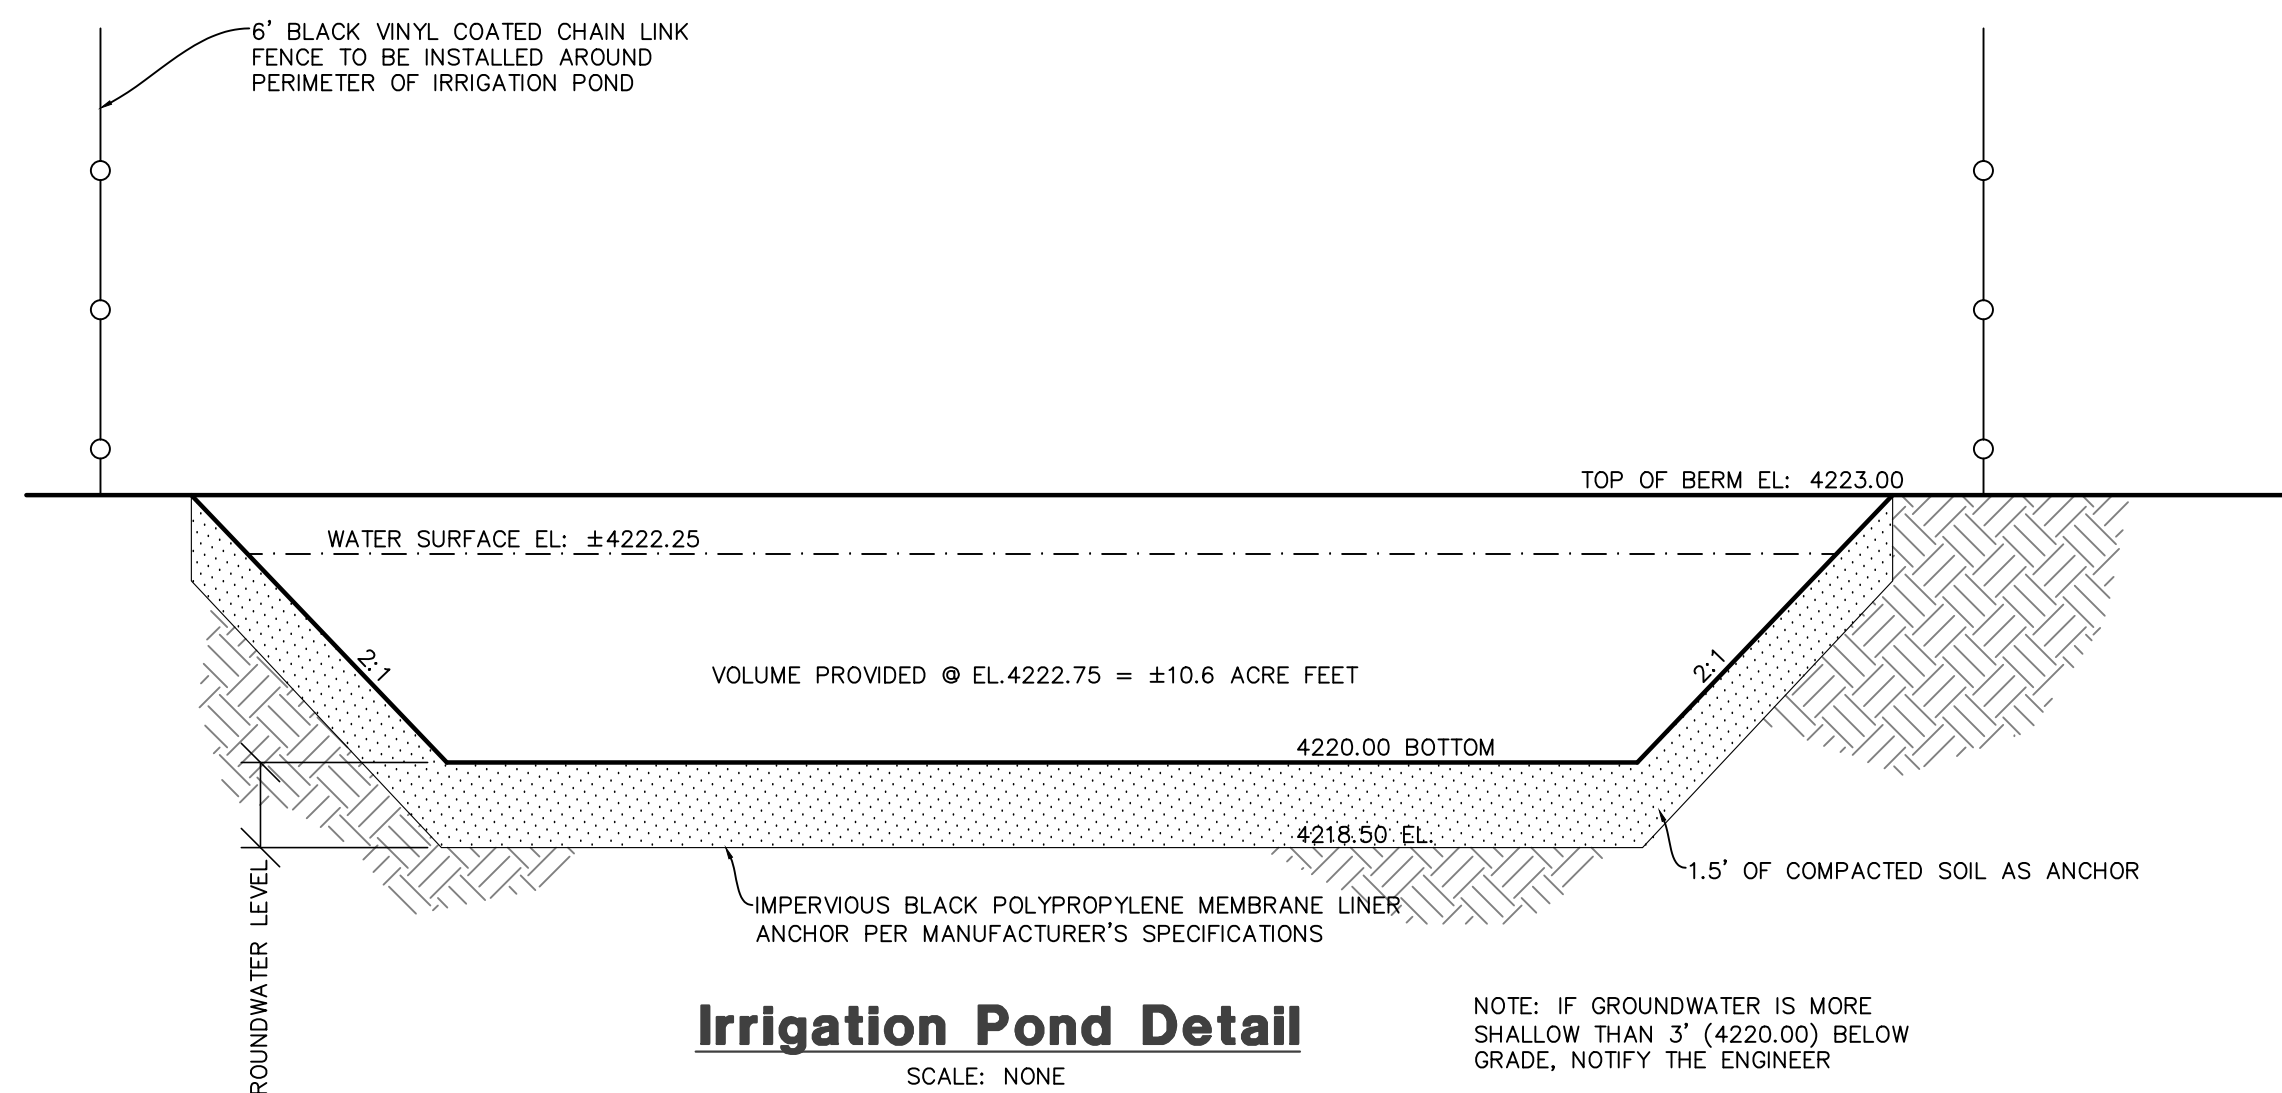 6' BLACK VINYL COATED CHAIN LINK
FENCE TO BE INSTALLED AROUND
PERIMETER OF IRRIGATION POND
TOP OF BERM EL: 4223.00
WATER SURFACE EL: ±4222.25
2:1
2:1
VOLUME PROVIDED @ EL.4222.75 = ±10.6 ACRE FEET
4220.00 BOTTOM
4218.50 EL.
1.5' OF COMPACTED SOIL AS ANCHOR
IMPERVIOUS BLACK POLYPROPYLENE MEMBRANE LINER
ANCHOR PER MANUFACTURER'S SPECIFICATIONS
ROUNDWATER LEVEL
Irrigation Pond Detail
SCALE: NONE
NOTE: IF GROUNDWATER IS MORE
SHALLOW THAN 3' (4220.00) BELOW
GRADE, NOTIFY THE ENGINEER